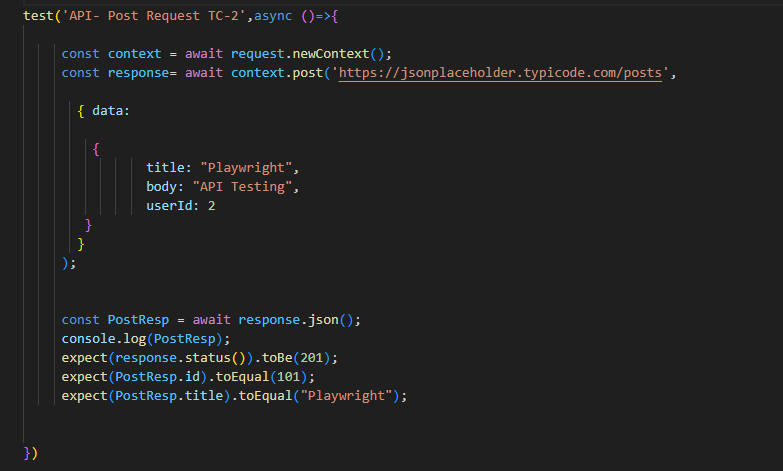 test('API- Post Request TC-2',async ()=>{
const context = await request.newContext();
const response= await context.post('https://jsonplaceholder.typicode.com/posts',
{ data:
{
title: "Playwright",
body: "API Testing",
userId: 2
}
}
);
const PostResp = await response.json();
console.log(PostResp);
expect(response.status()).toBe(201);
expect(PostResp.id).toEqual(101);
expect(PostResp.title).toEqual("Playwright");
})